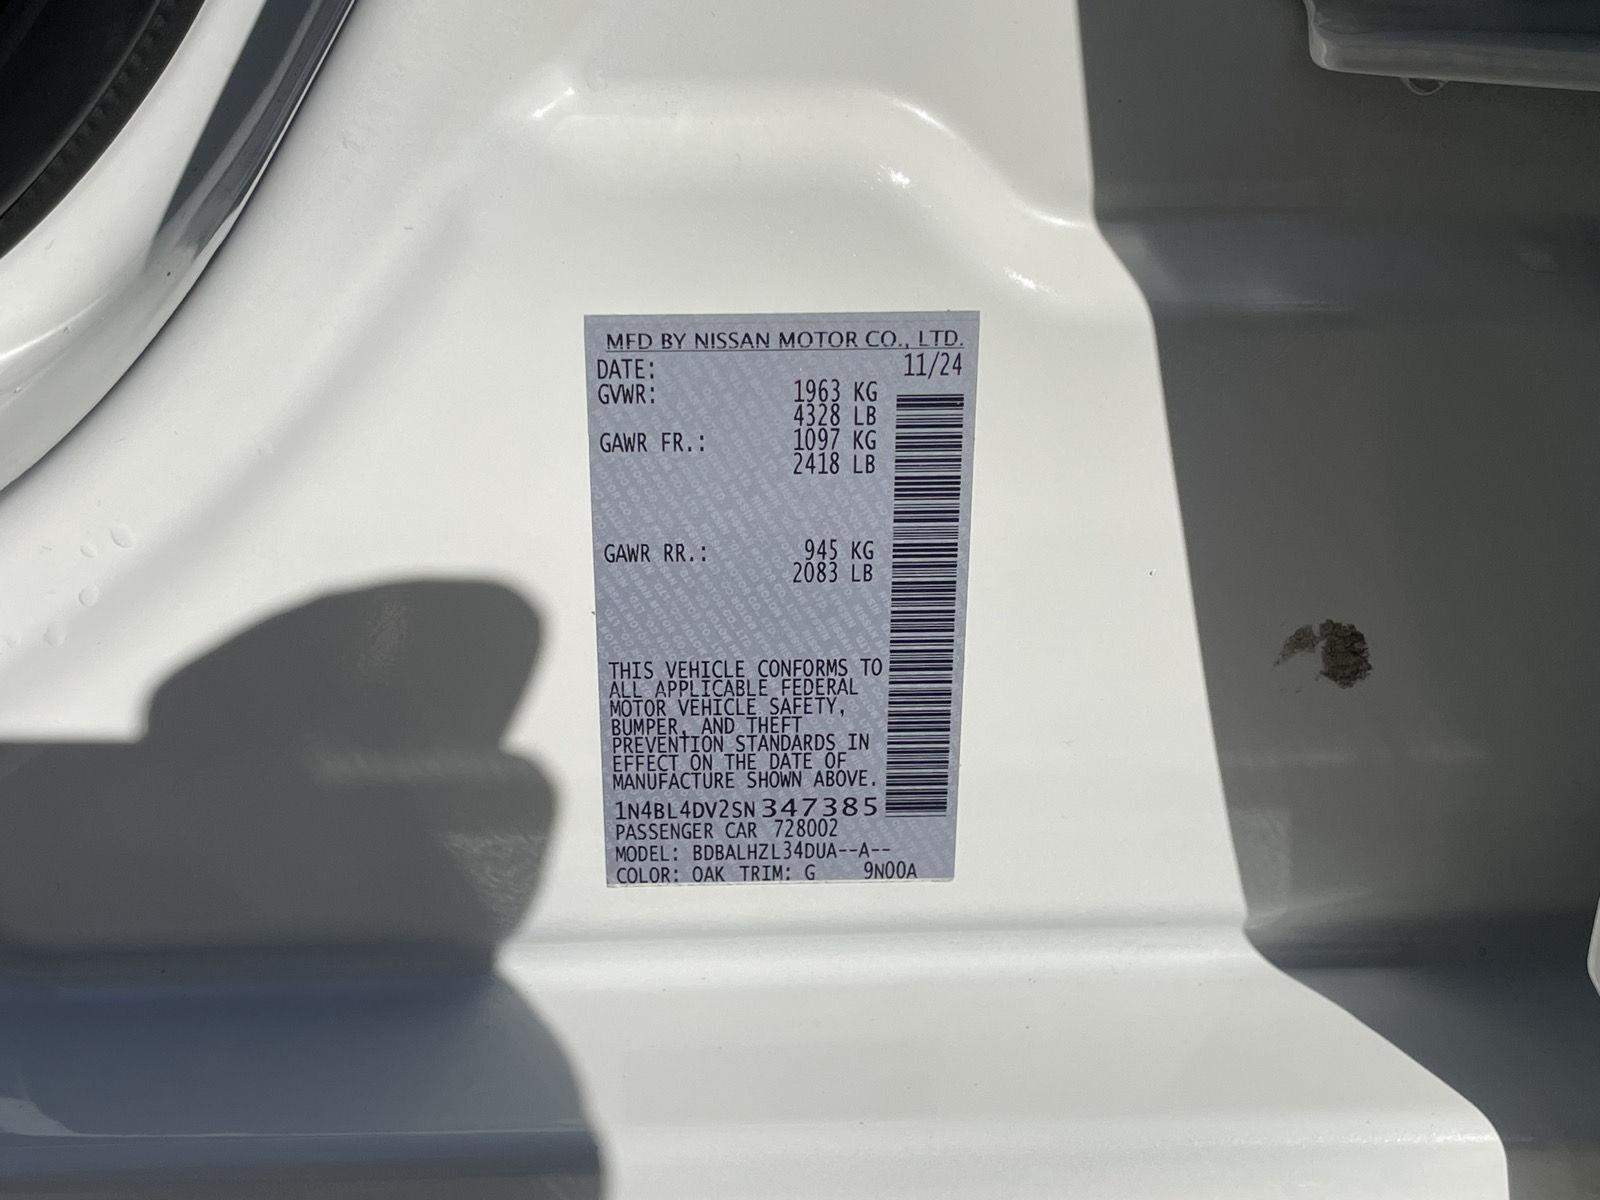 MFD BY NISSAN MOTOR CO., LTD.
DATE: 11/24
GVWR: 1963 KG
4328 LB
GAWR FR.: 1097 KG
2418 LB
GAWR RR.: 945 KG
2083 LB
THIS VEHICLE CONFORMS TO
ALL APPLICABLE FEDERAL
MOTOR VEHICLE SAFETY,
BUMPER, AND THEFT
PREVENTION STANDARDS IN
EFFECT ON THE DATE OF
MANUFACTURE SHOWN ABOVE.
1N4BL4DV2SN347385
PASSENGER CAR 728002
MODEL: BDBALHZL34DUA--A--
COLOR: OAK TRIM: G 9N00A